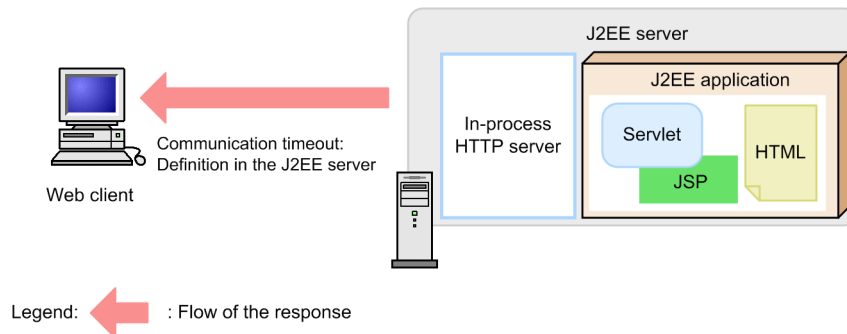 J2EE server
J2EE application
In-process
HTTP server
Servlet
JSP
HTML
Communication timeout:
Definition in the J2EE server
Web client
Legend: : Flow of the response